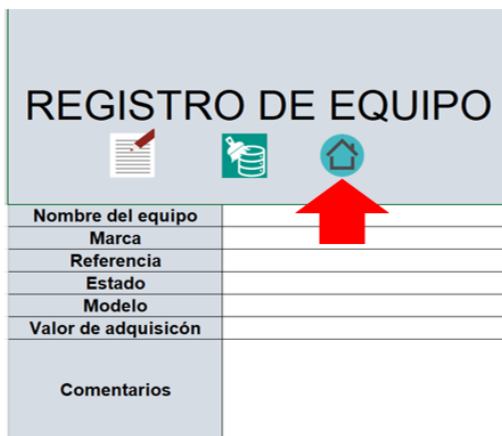 REGISTRO DE EQUIPO
Nombre del equipo
Marca
Referencia
Estado
Modelo
Valor de adquisicón
Comentarios